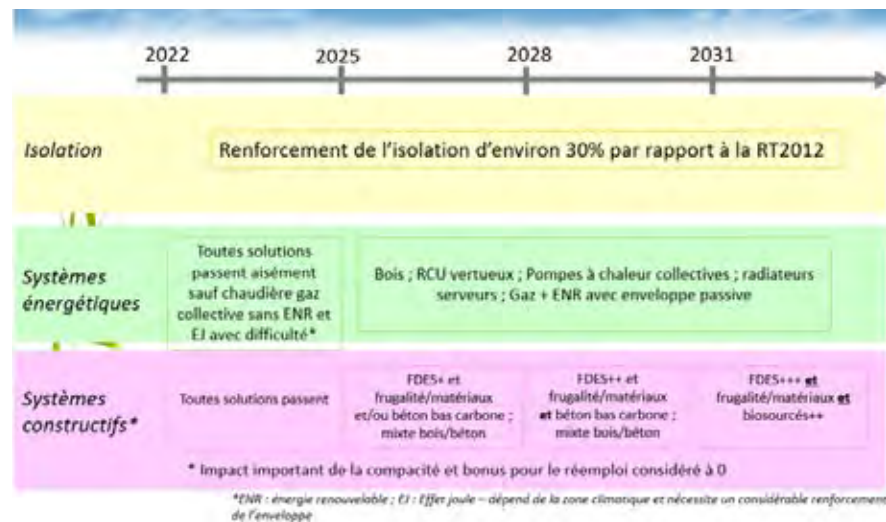 2022 2025 2028 2031
Isolation
Renforcement de l'isolation d'environ 30% par rapport à la RT2012
Systèmes
énergétiques
Toutes solutions
passent aisément
sauf chaudière gaz
collective sans ENR et
EJ avec difficulté*
Bois ; RCU vertueux ; Pompes à chaleur collectives ; radiateurs
serveurs ; Gaz + ENR avec enveloppe passive
Systèmes
constructifs*
Toutes solutions passent
FDES+ et
frugalité/matériaux
et/ou béton bas carbone ;
mixte bois/béton
FDES++ et
frugalité/matériaux
et béton bas carbone ;
mixte bois/béton
FDES+++ et
frugalité/matériaux et
biosourcés++
* Impact important de la compacité et bonus pour le réemploi considéré à 0
*ENR : énergie renouvelable ; EJ : Effet joule – dépend de la zone climatique et nécessite un considérable renforcement
de l'enveloppe